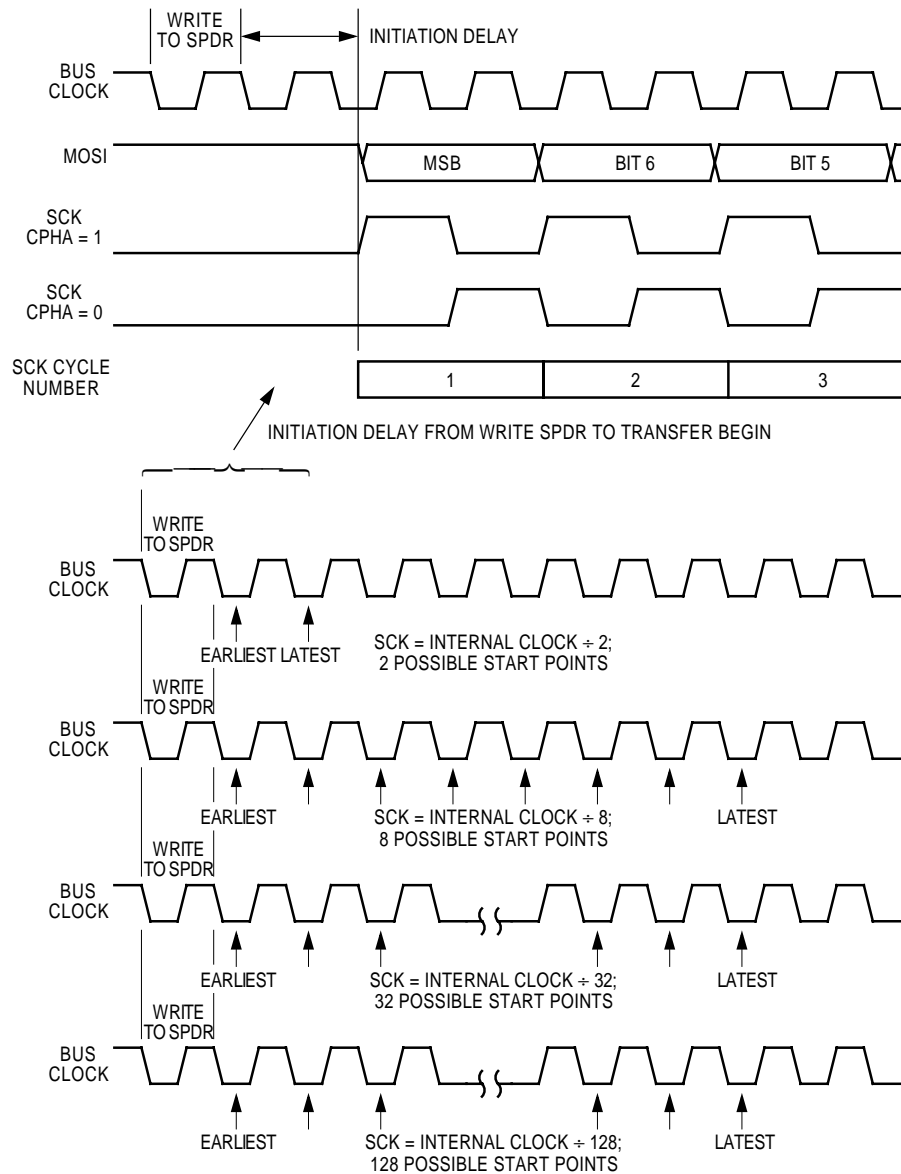 WRITE
TO SPDR
INITIATION DELAY
BUS
CLOCK
MOSI
MSB
BIT 6
BIT 5
SCK
CPHA = 1
SCK
CPHA = 0
SCK CYCLE
NUMBER
1
2
3
INITIATION DELAY FROM WRITE SPDR TO TRANSFER BEGIN
WRITE
TO SPDR
BUS
CLOCK
EARLIEST LATEST
SCK = INTERNAL CLOCK ÷ 2;
2 POSSIBLE START POINTS
WRITE
TO SPDR
BUS
CLOCK
EARLIEST
SCK = INTERNAL CLOCK ÷ 8;
8 POSSIBLE START POINTS
LATEST
WRITE
TO SPDR
BUS
CLOCK
EARLIEST
SCK = INTERNAL CLOCK ÷ 32;
32 POSSIBLE START POINTS
LATEST
WRITE
TO SPDR
BUS
CLOCK
EARLIEST
SCK = INTERNAL CLOCK ÷ 128;
128 POSSIBLE START POINTS
LATEST